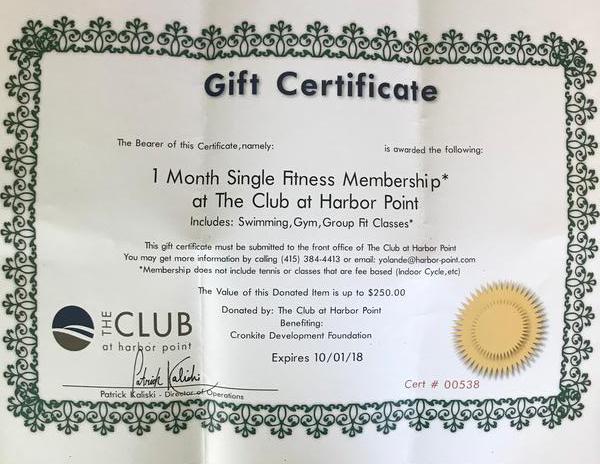 Gift Certificate
The Bearer of this Certificate, namely: is awarded the following:
1 Month Single Fitness Membership*
at The Club at Harbor Point
Includes: Swimming, Gym, Group Fit Classes*
This gift certificate must be submitted to the front office of The Club at Harbor Point
You may get more information by calling (415) 384-4413 or email: yolande@harbor-point.com
*Membership does not include tennis or classes that are fee based (Indoor Cycle, etc)
The Value of this Donated Item is up to $250.00
Donated by: The Club at Harbor Point
Benefiting:
Cronkite Development Foundation
Expires 10/01/18
THE CLUB
at harbor point
Patrick Kaliski
Patrick Kaliski - Director of Operations
Cert # 00538